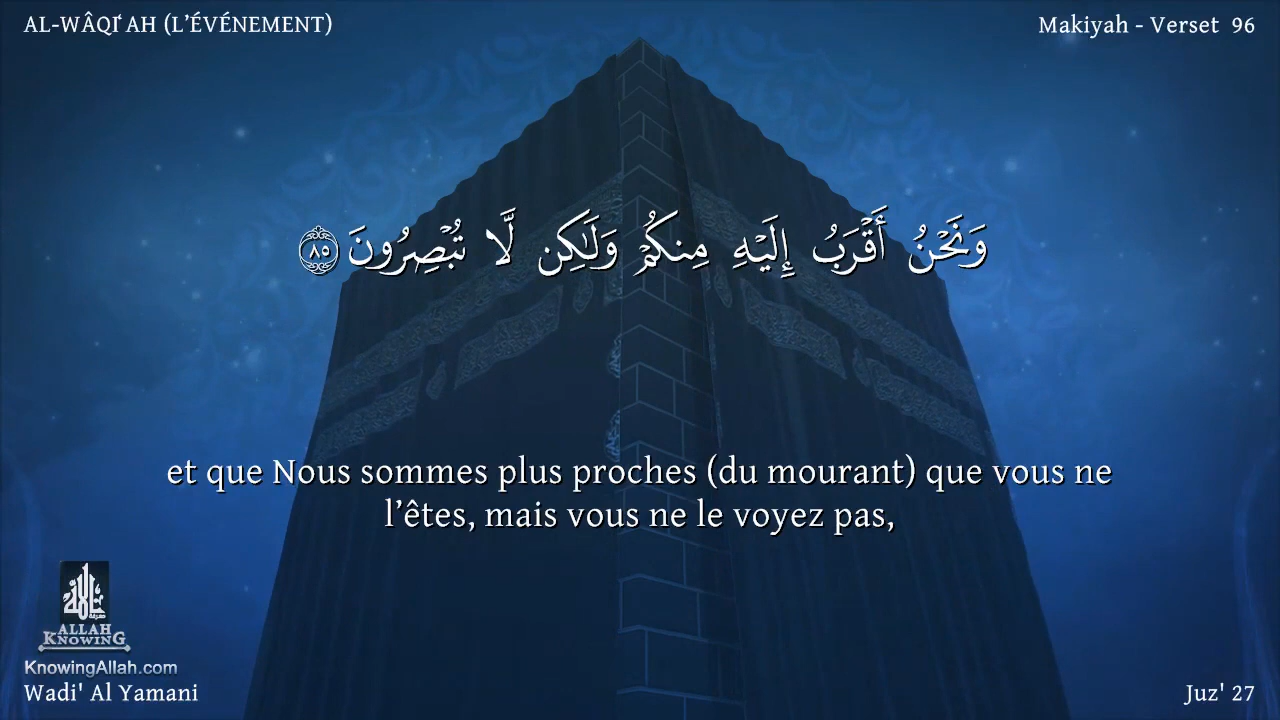 AL-WÂQI‘AH (L’ÉVÉNEMENT)
Makiyah - Verset 96
وَنَحْنُ أَقْرَبُ إِلَيْهِ مِنكُمْ وَلَٰكِن لَّا تُبْصِرُونَ ٨٥
et que Nous sommes plus proches (du mourant) que vous ne
l’êtes, mais vous ne le voyez pas,
ALLAH
KNOWING
KnowingAllah.com
Wadi' Al Yamani
Juz' 27